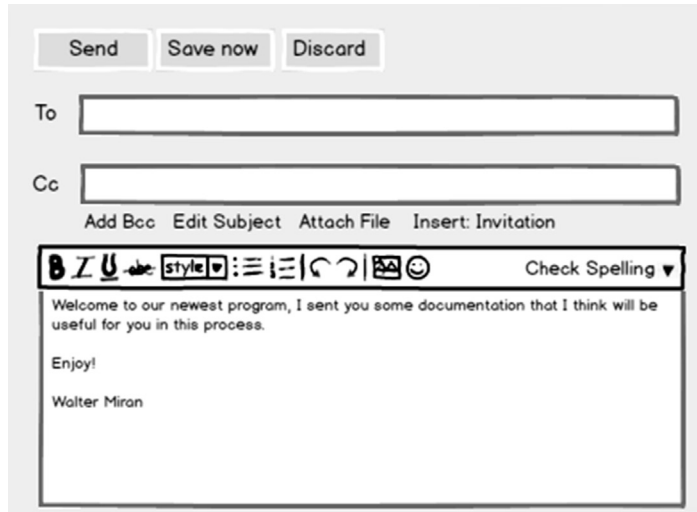 Send Save now Discard
To
Cc
Add Bcc Edit Subject Attach File Insert: Invitation
B I U abc style Check Spelling
Welcome to our newest program, I sent you some documentation that I think will be
useful for you in this process.
Enjoy!
Walter Miran